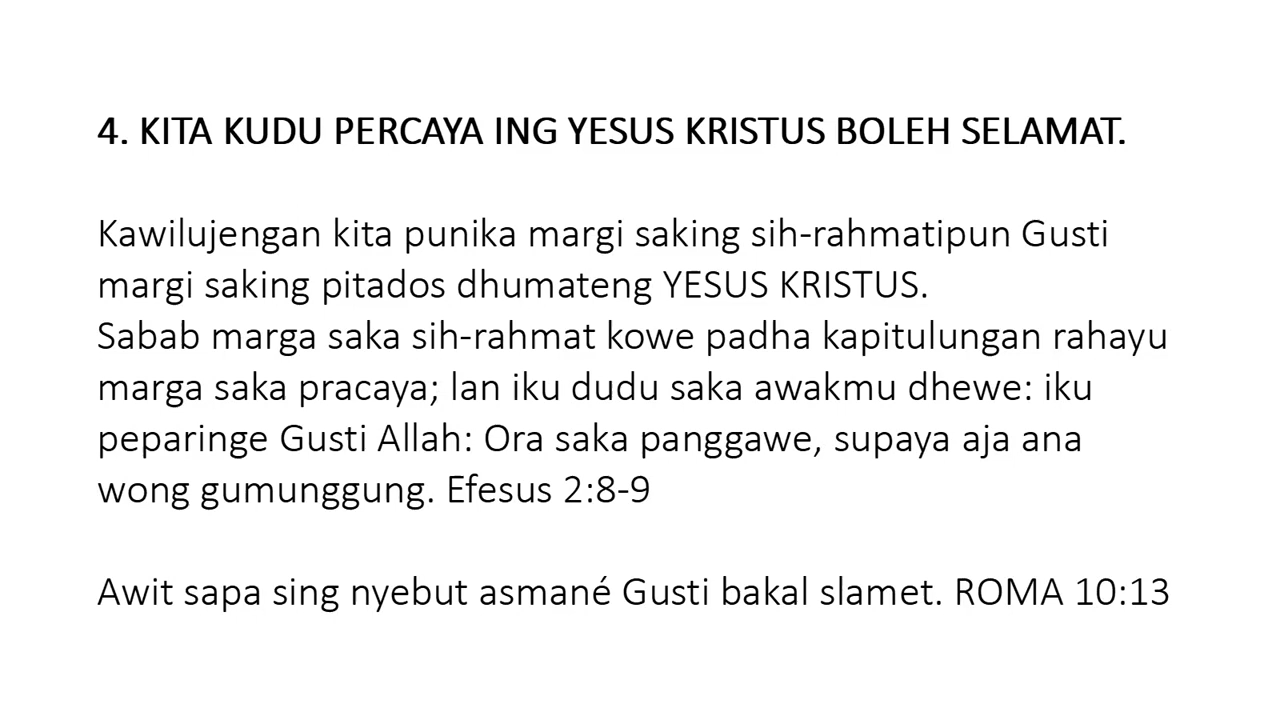 4. KITA KUDU PERCAYA ING YESUS KRISTUS BOLEH SELAMAT.
Kawilujengan kita punika margi saking sih-rahmatipun Gusti
margi saking pitados dhumateng YESUS KRISTUS.
Sabab marga saka sih-rahmat kowe padha kapitulungan rahayu
marga saka pracaya; lan iku dudu saka awakmu dhewe: iku
peparinge Gusti Allah: Ora saka panggawe, supaya aja ana
wong gumunggung. Efesus 2:8-9
Awit sapa sing nyebut asmané Gusti bakal slamet. ROMA 10:13